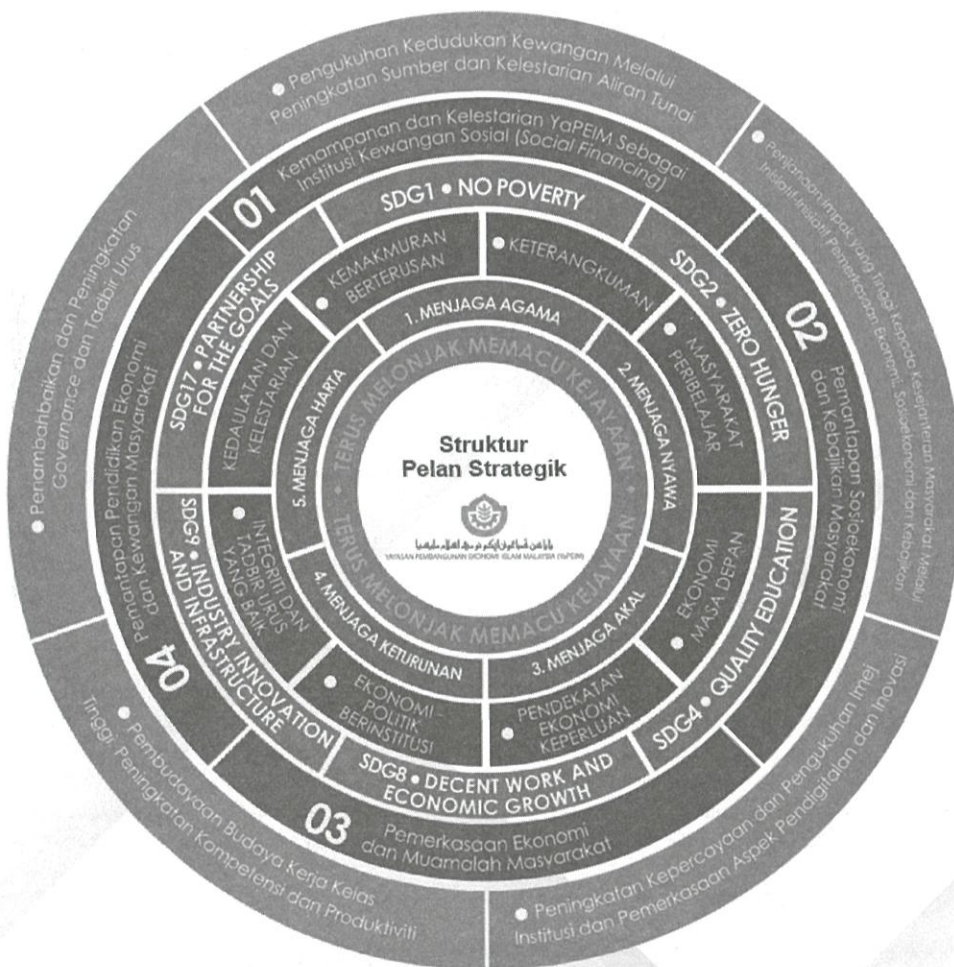 ● Pengukuhan Kedudukan Kewangan Melalui
Peningkatan Sumber dan Kelestarian Aliran Tunai
● Penjanaan Impak yang Tinggi Kepada Kesejahteraan Masyarakat Melalui
Inisiatif-Inisiatif Pemerkasaan Ekonomi, Sosioekonomi dan
● Peningkatan Kepercayaan dan Pengukuhan Imej
Institusi dan Pemerkasaan Aspek Pendigitalan dan Inovasi
● Pembudayaan Budaya Kerja Kelas
Tinggi; Peningkatan Kompetensi dan Produktiviti
● Penambahbaikan dan Peningkatan
Governance dan Tadbir Urus
01
Kemampanan dan Kelestarian YaPEIM Sebagai
Institusi Kewangan Sosial (Social Financing)
02
Pemantapan Sosioekonomi
dan Kebajikan Masyarakat
03
Pemerkasaan Ekonomi
dan Muamalah Masyarakat
04
Pemantapan Pendidikan Ekonomi
dan Kewangan Masyarakat
SDG1 ● NO POVERTY
SDG2 ● ZERO HUNGER
SDG4 ● QUALITY EDUCATION
SDG8 ● DECENT WORK AND
ECONOMIC GROWTH
SDG9 ● INDUSTRY INNOVATION
AND INFRASTRUCTURE
SDG17 ● PARTNERSHIP
FOR THE GOALS
● KEMAKMURAN
BERTERUSAN
● KETERANGKUMAN
● MASYARAKAT
PERIBELAJAR
● EKONOMI
MASA DEPAN
● PENDEKATAN
EKONOMI
KEPERLUAN
● EKONOMI –
POLITIK
BERINSTITUSI
● INTEGRITI DAN
TADBIR URUS
YANG BAIK
KEDAULATAN DAN
KELESTARIAN
1. MENJAGA AGAMA
2. MENJAGA NYAWA
3. MENJAGA AKAL
4. MENJAGA KETURUNAN
5. MENJAGA HARTA
TERUS MELONJAK MEMACU KEJAYAAN
TERUS MELONJAK MEMACU KEJAYAAN
Struktur
Pelan Strategik
YAYASAN PEMBANGUNAN EKONOMI ISLAM MALAYSIA (YaPEIM)